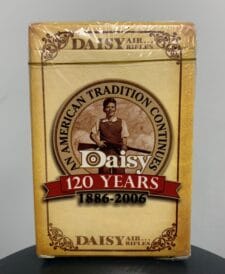 DAISY AIR... RIFLES
AN AMERICAN TRADITION CONTINUES
Daisy
120 YEARS
1886-2006
DAISY AIR... RIFLES